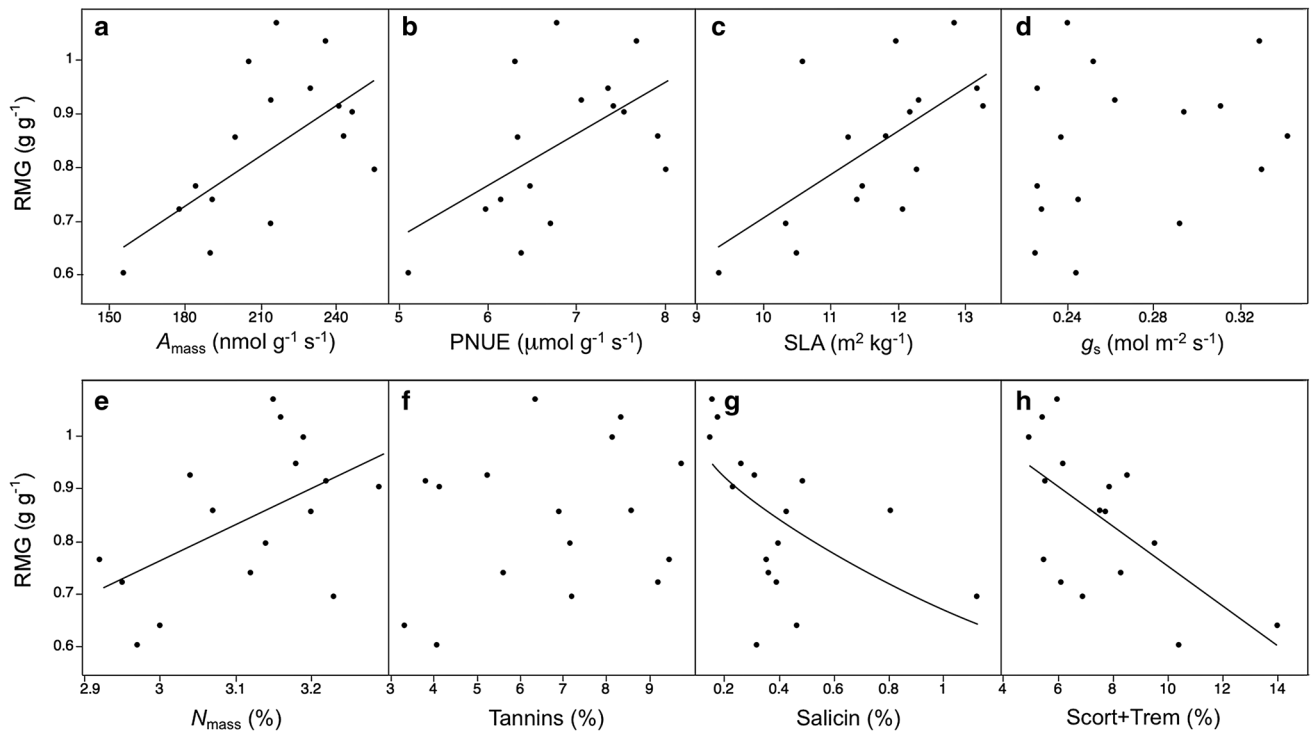 a b c d
RMG (g g-1)
1
0.9
0.8
0.7
0.6
150 180 210 240 5 6 7 8 9 10 11 12 13 0.24 0.28 0.32
Amass (nmol g-1 s-1) PNUE (μmol g-1 s-1) SLA (m2 kg-1) gs (mol m-2 s-1)
e f g h
RMG (g g-1)
1
0.9
0.8
0.7
0.6
2.9 3 3.1 3.2 3 4 5 6 7 8 9 0.2 0.4 0.6 0.8 1 4 6 8 10 12 14
Nmass (%) Tannins (%) Salicin (%) Scort+Trem (%)